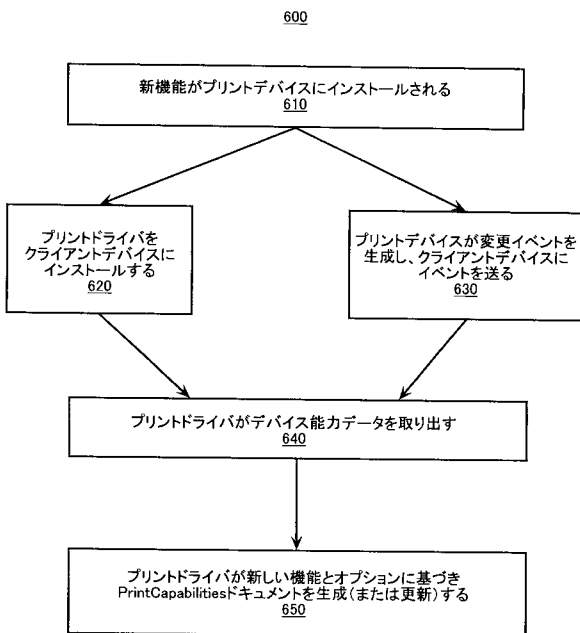 600
新機能がプリントデバイスにインストールされる
610
プリントドライバを
クライアントデバイスに
インストールする
620
プリントデバイスが変更イベントを
生成し、クライアントデバイスに
イベントを送る
630
プリントドライバがデバイス能力データを取り出す
640
プリントドライバが新しい機能とオプションに基づき
PrintCapabilitiesドキュメントを生成(または更新)する
650